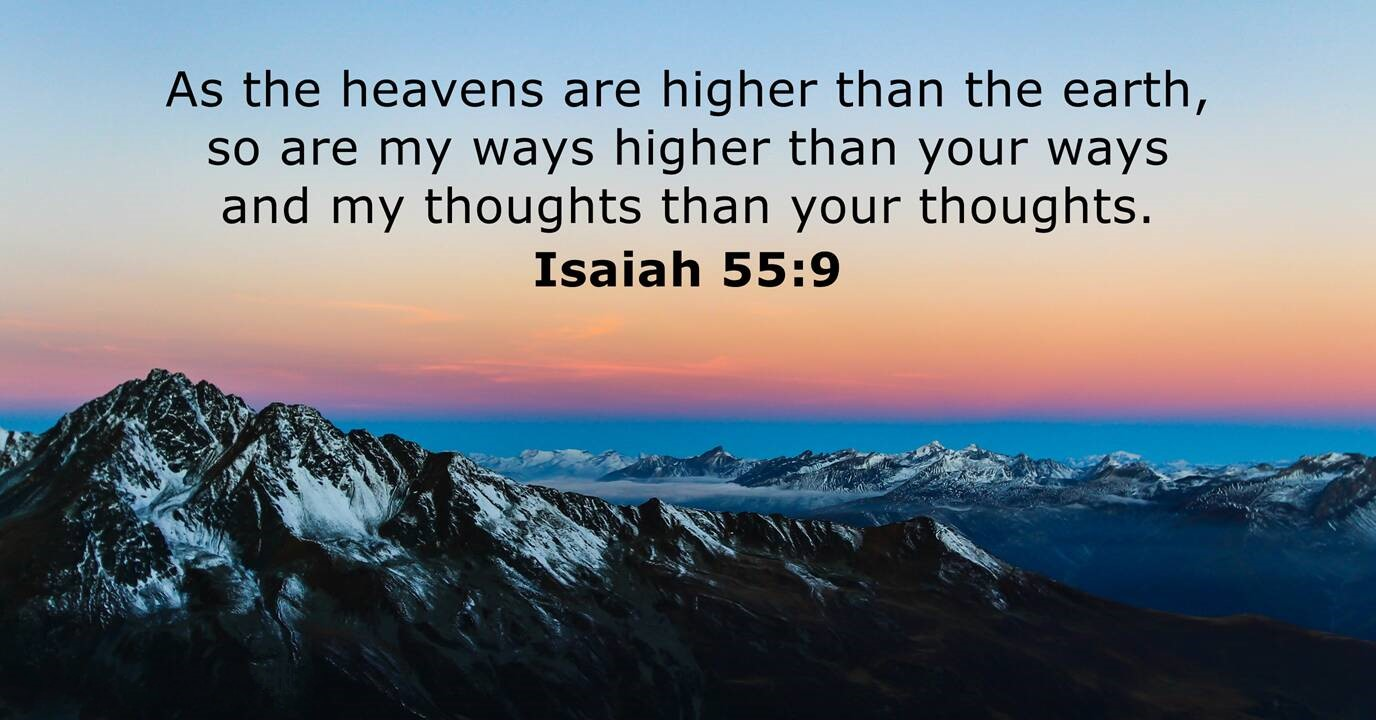 As the heavens are higher than the earth,
so are my ways higher than your ways
and my thoughts than your thoughts.
Isaiah 55:9